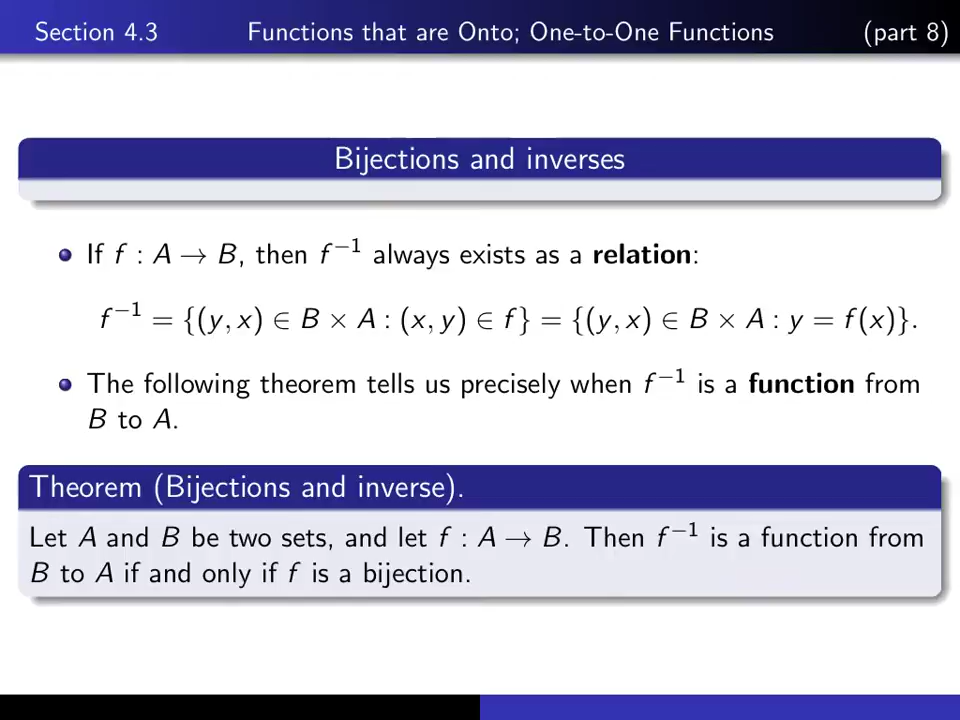 Section 4.3 Functions that are Onto; One-to-One Functions (part 8)
Bijections and inverses
If f : A → B, then f⁻¹ always exists as a relation:
f⁻¹ = {(y, x) ∈ B × A : (x, y) ∈ f} = {(y, x) ∈ B × A : y = f(x)}.
The following theorem tells us precisely when f⁻¹ is a function from
B to A.
Theorem (Bijections and inverse).
Let A and B be two sets, and let f : A → B. Then f⁻¹ is a function from
B to A if and only if f is a bijection.